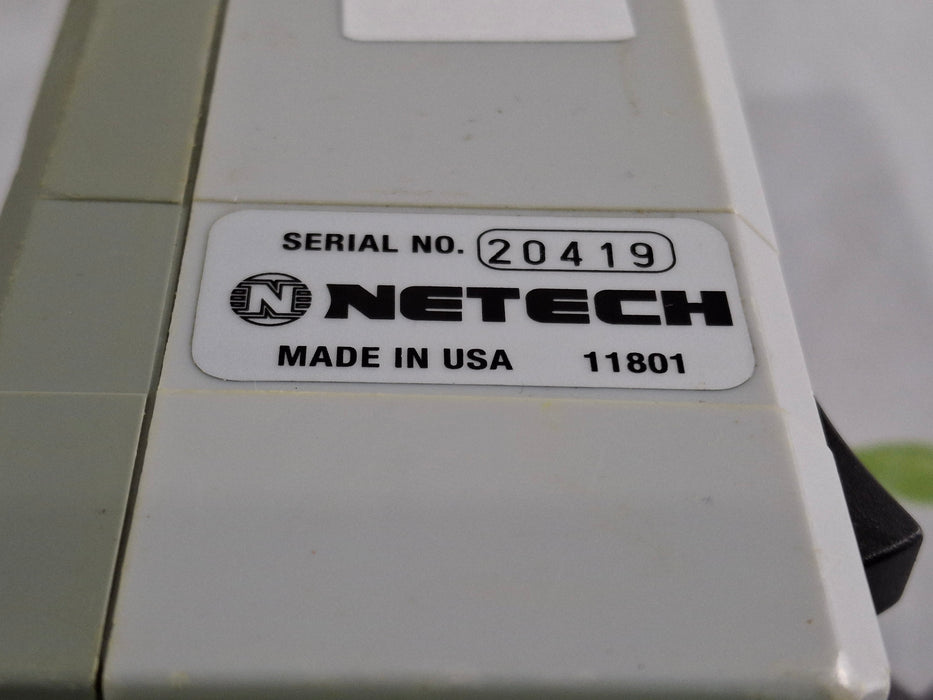 SERIAL NO. 20419
N NETECH
MADE IN USA 11801